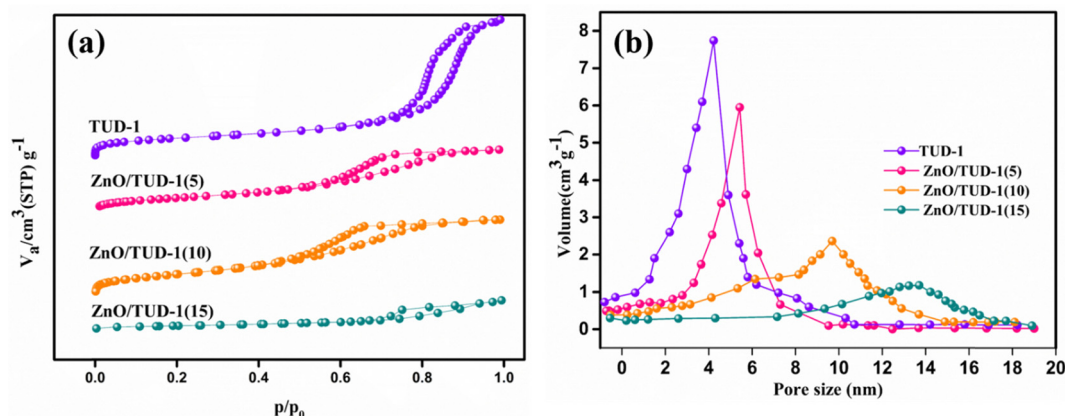 (a)
TUD-1
ZnO/TUD-1(5)
ZnO/TUD-1(10)
ZnO/TUD-1(15)
Va/cm3(STP) g-1
0.0 0.2 0.4 0.6 0.8 1.0
p/p0
(b)
8
7
6
5
4
3
2
1
0
Volume(cm3g-1)
TUD-1
ZnO/TUD-1(5)
ZnO/TUD-1(10)
ZnO/TUD-1(15)
0 2 4 6 8 10 12 14 16 18 20
Pore size (nm)